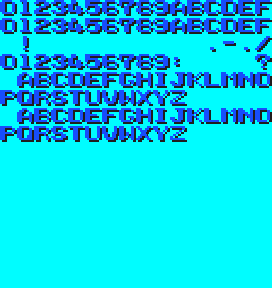 0123456789ABCDEF
0123456789ABCDEF
 !          .-./
0123456789:    ?
 ABCDEFGHIJKLMNO
PQRSTUVWXYZ
 ABCDEFGHIJKLMNO
PQRSTUVWXYZ